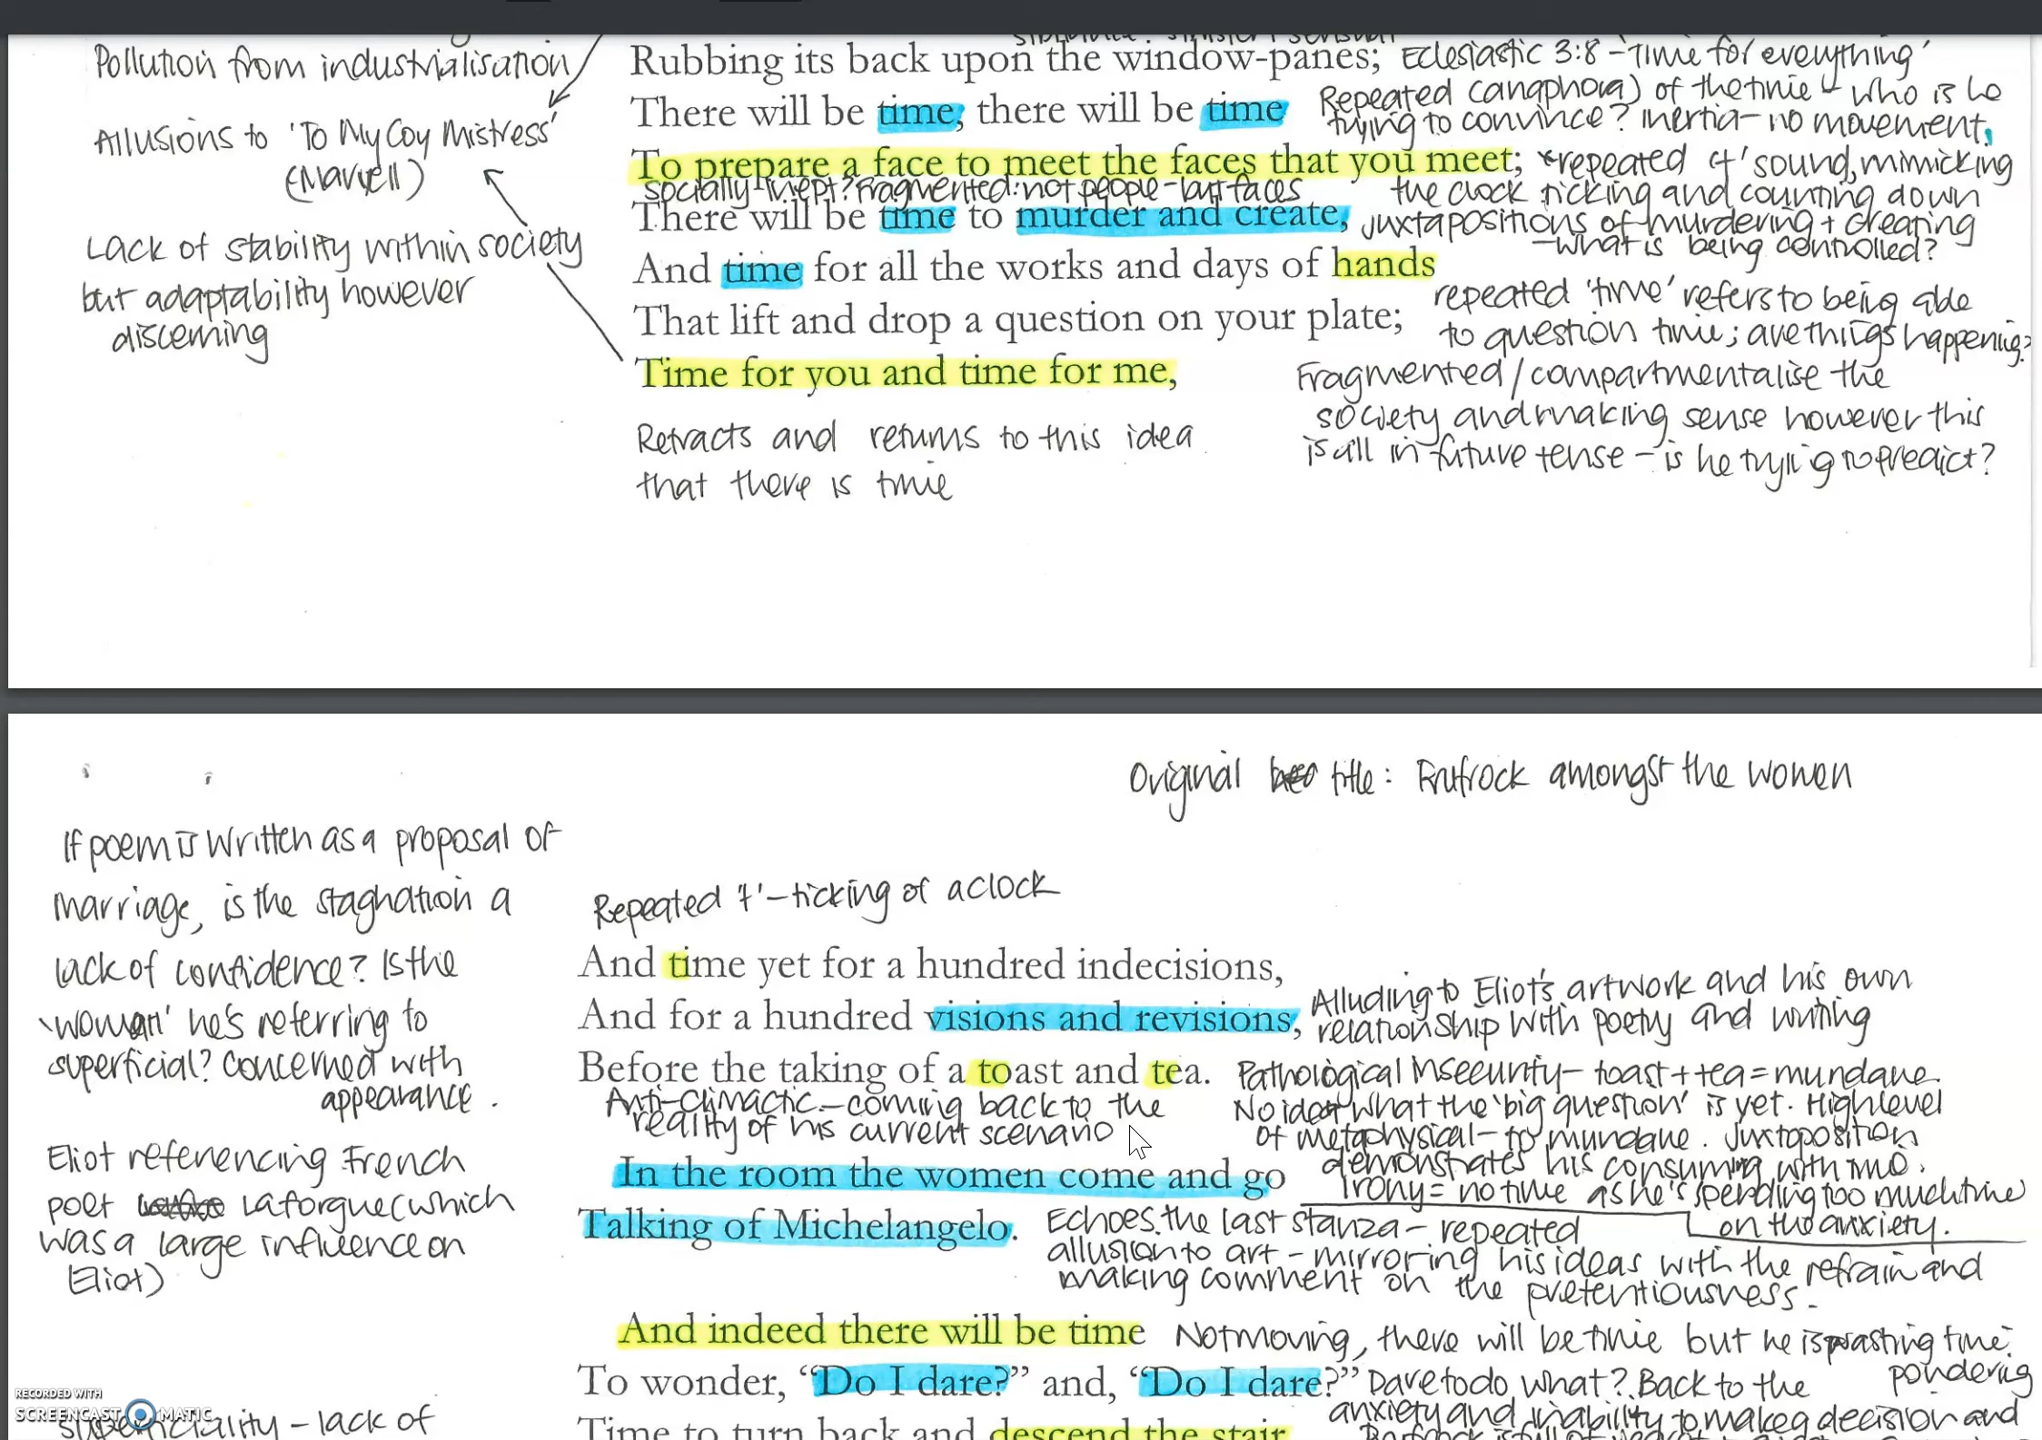 Pollution from industrialisation
Allusions to 'To My Coy Mistress'
(Marvell)
Lack of stability within society
but adaptability however
discerning
Rubbing its back upon the window-panes; Eclesiastic 3:8 - 'Time for everything'
There will be time, there will be time
Repeated (anaphora) of the time - who is he
trying to convince? inertia - no movement.
To prepare a face to meet the faces that you meet;
socially inept? Fragmented: not people - but faces
*repeated 't' sound, mimicking
the clock ticking and counting down
There will be time to murder and create,
juxtapositions of murdering + creating
- what is being controlled?
And time for all the works and days of hands
That lift and drop a question on your plate;
repeated 'time' refers to being able
to question time; are things happening?
Time for you and time for me,
Fragmented/compartmentalise the
society and making sense however this
is all in future tense - is he trying to predict?
Retracts and returns to this idea
that there is time
Original title: Prufrock amongst the women
If poem is written as a proposal of
marriage, is the stagnation a
lack of confidence? Is the
'woman' he's referring to
superficial? Concerned with
appearance.
Eliot referencing French
poet Laforgue (which
was a large influence on
Eliot)
Repeated 't' - ticking of a clock
And time yet for a hundred indecisions,
And for a hundred visions and revisions,
Alluding to Eliot's artwork and his own
relationship with poetry and writing
Before the taking of a toast and tea.
Anti-climactic - coming back to the
reality of his current scenario
Pathological insecurity - toast + tea = mundane.
No idea what the 'big question' is yet. High level
of metaphysical - to mundane. Juxtoposition
demonstrates his consuming with time.
Irony = no time as he's spending too much time
on the anxiety.
In the room the women come and go
Talking of Michelangelo.
Echoes the last stanza - repeated
allusion to art - mirroring his ideas with the refrain and
making comment on the pretentiousness.
And indeed there will be time
Not moving, there will be time but he is wasting time
pondering
To wonder, "Do I dare?" and, "Do I dare?"
Dare to do what? Back to the
anxiety and inability to make a decision and
Time to turn back and descend the stair,
superficiality - lack of
RECORDED WITH
SCREENCAST MATIC